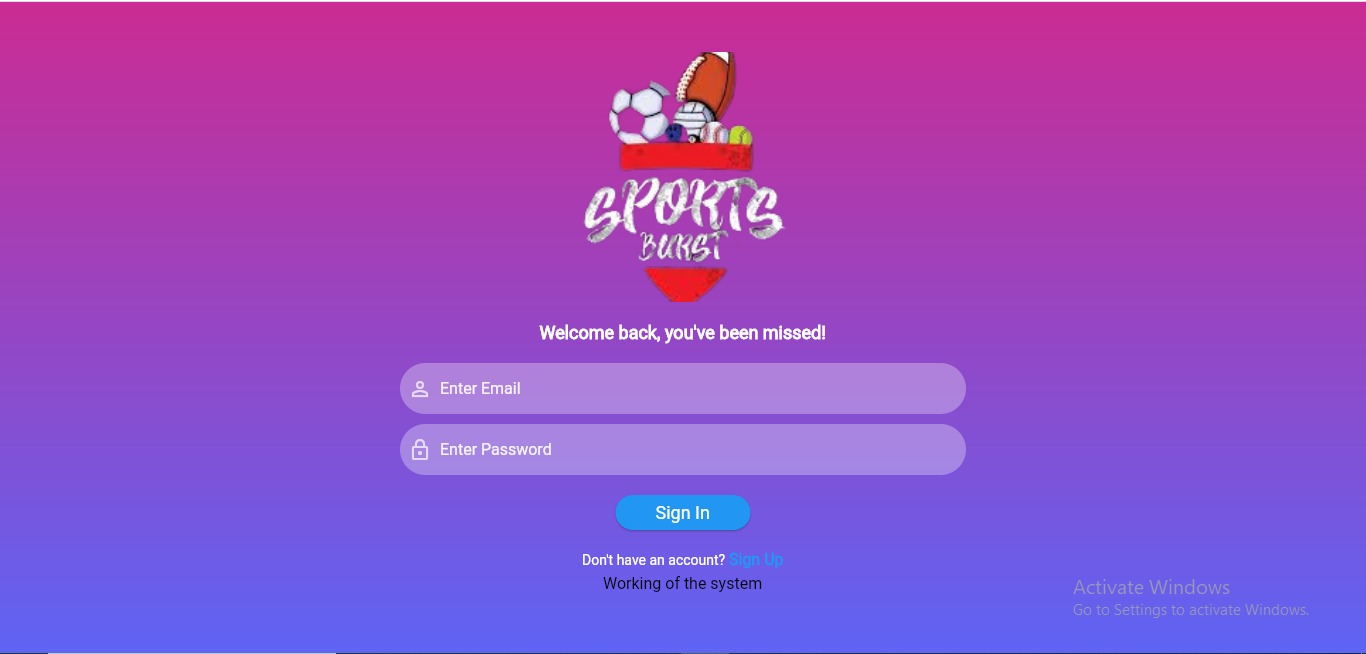 SPORTS
BURST
Welcome back, you've been missed!
Enter Email
Enter Password
Sign In
Don't have an account? Sign Up
Working of the system
Activate Windows
Go to Settings to activate Windows.